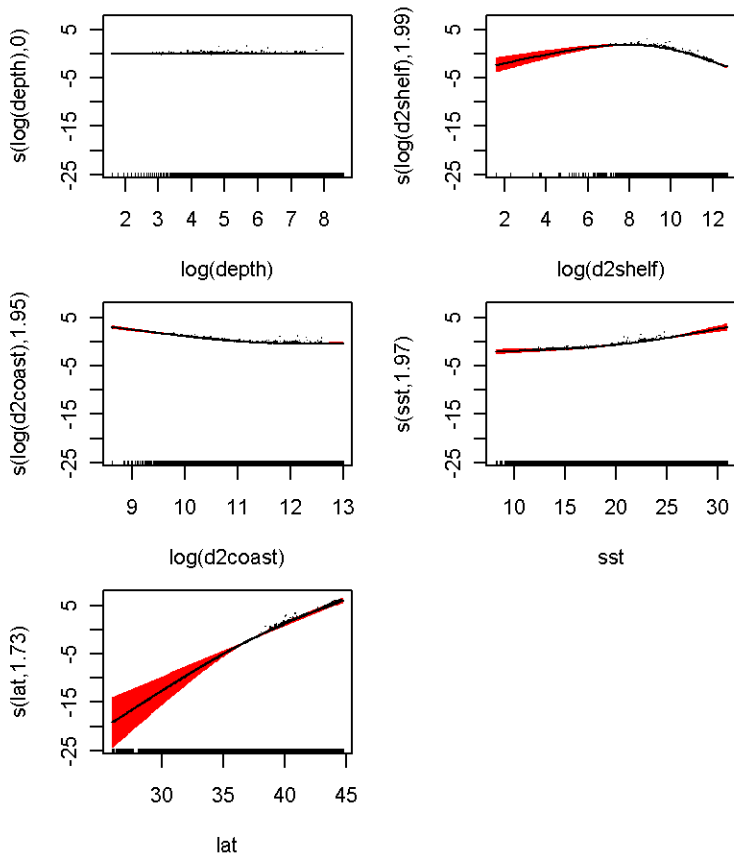 s(log(depth),0)
5
-5
-15
-25
2 3 4 5 6 7 8
log(depth)
s(log(d2shelf),1.99)
5
-5
-15
-25
2 4 6 8 10 12
log(d2shelf)
s(log(d2coast),1.95)
5
-5
-15
-25
9 10 11 12 13
log(d2coast)
s(sst,1.97)
5
-5
-15
-25
10 15 20 25 30
sst
s(lat,1.73)
5
-5
-15
-25
30 35 40 45
lat